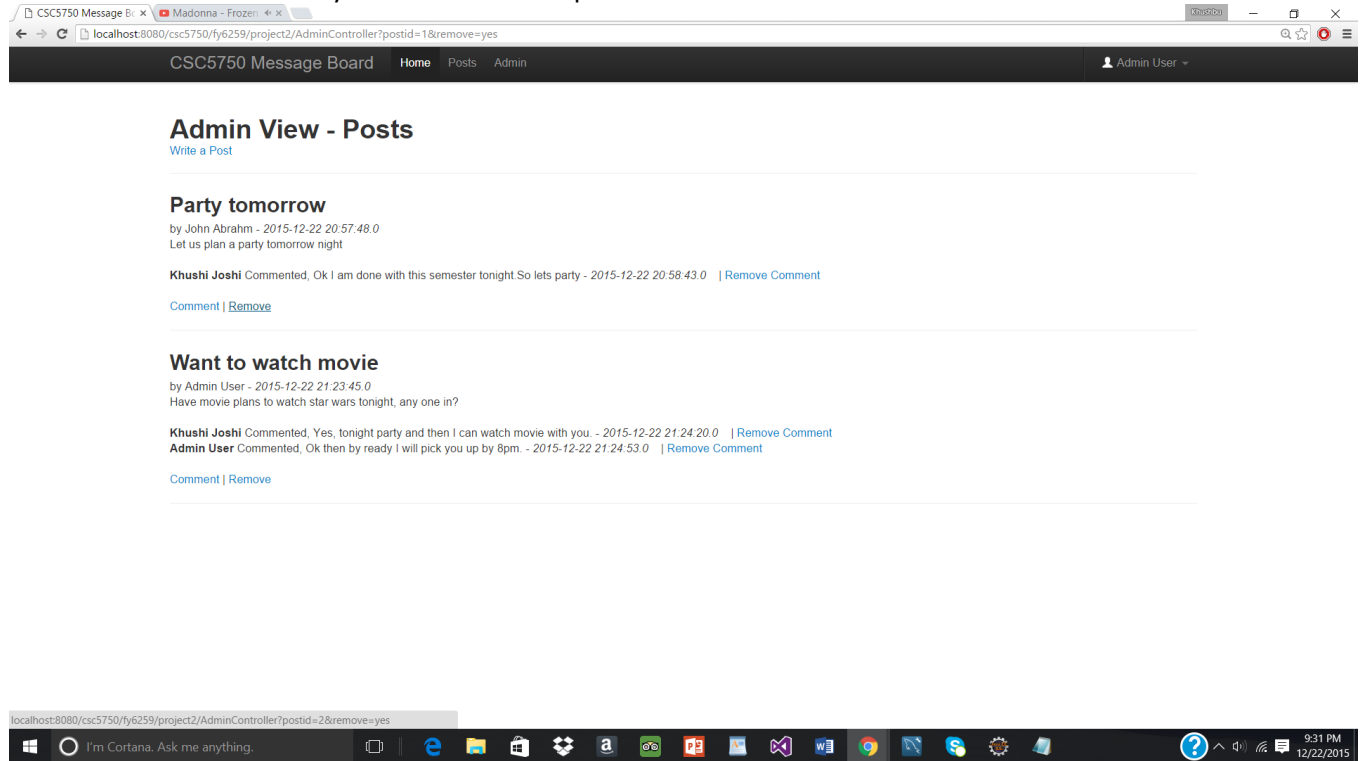 CSC5750 Message Bo
Madonna - Frozen
Khushbu
localhost:8080/csc5750/fy6259/project2/AdminController?postid=1&remove=yes
CSC5750 Message Board Home Posts Admin Admin User
Admin View - Posts
Write a Post
Party tomorrow
by John Abrahm - 2015-12-22 20:57:48.0
Let us plan a party tomorrow night
Khushi Joshi Commented, Ok I am done with this semester tonight.So lets party - 2015-12-22 20:58:43.0 | Remove Comment
Comment | Remove
Want to watch movie
by Admin User - 2015-12-22 21:23:45.0
Have movie plans to watch star wars tonight, any one in?
Khushi Joshi Commented, Yes, tonight party and then I can watch movie with you. - 2015-12-22 21:24:20.0 | Remove Comment
Admin User Commented, Ok then by ready I will pick you up by 8pm. - 2015-12-22 21:24:53.0 | Remove Comment
Comment | Remove
localhost:8080/csc5750/fy6259/project2/AdminController?postid=2&remove=yes
I'm Cortana. Ask me anything.
9:31 PM
12/22/2015